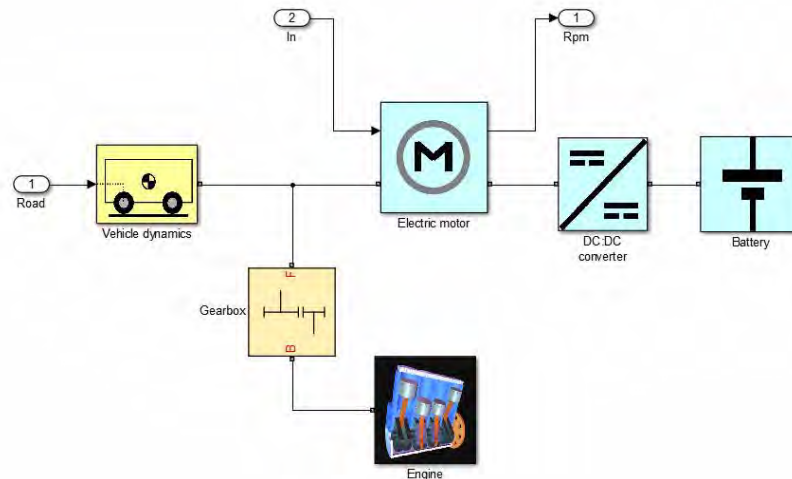 2
In
1
Rpm
M
1
Road
Vehicle dynamics
Electric motor
DC:DC
converter
Battery
F
Gearbox
B
Engine